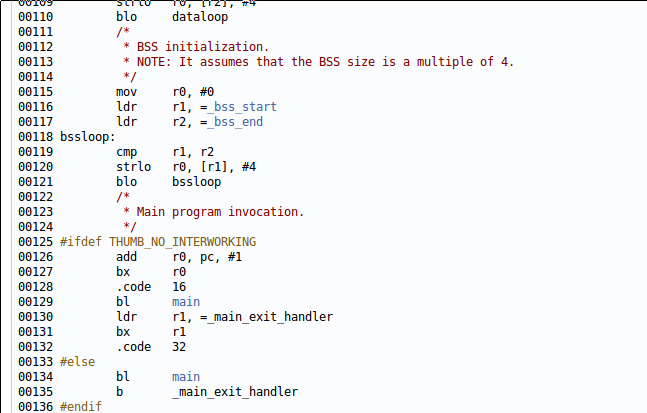 00109         strlo   r0, [r2], #4
00110         blo     dataloop
00111         /*
00112          * BSS initialization.
00113          * NOTE: It assumes that the BSS size is a multiple of 4.
00114          */
00115         mov     r0, #0
00116         ldr     r1, =_bss_start
00117         ldr     r2, =_bss_end
00118 bssloop:
00119         cmp     r1, r2
00120         strlo   r0, [r1], #4
00121         blo     bssloop
00122         /*
00123          * Main program invocation.
00124          */
00125 #ifdef THUMB_NO_INTERWORKING
00126         add     r0, pc, #1
00127         bx      r0
00128         .code   16
00129         bl      main
00130         ldr     r1, =_main_exit_handler
00131         bx      r1
00132         .code   32
00133 #else
00134         bl      main
00135         b       _main_exit_handler
00136 #endif